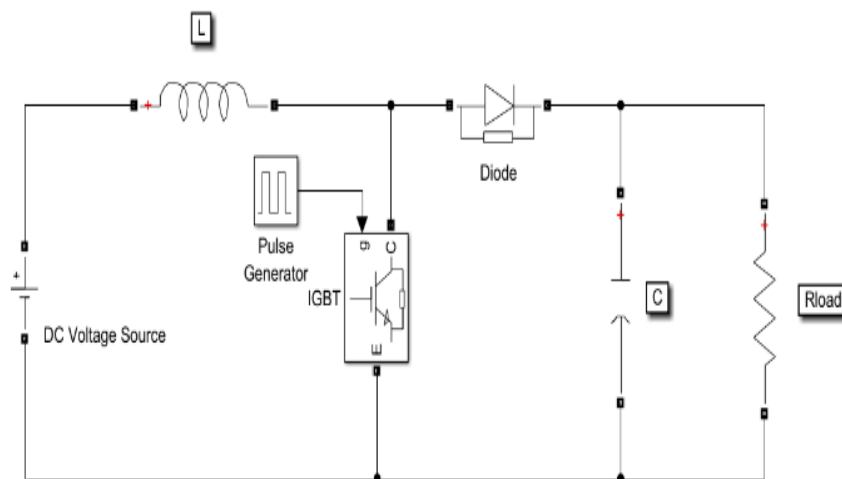 L
Diode
Pulse
Generator
g
C
IGBT
E
DC Voltage Source
C
Rload